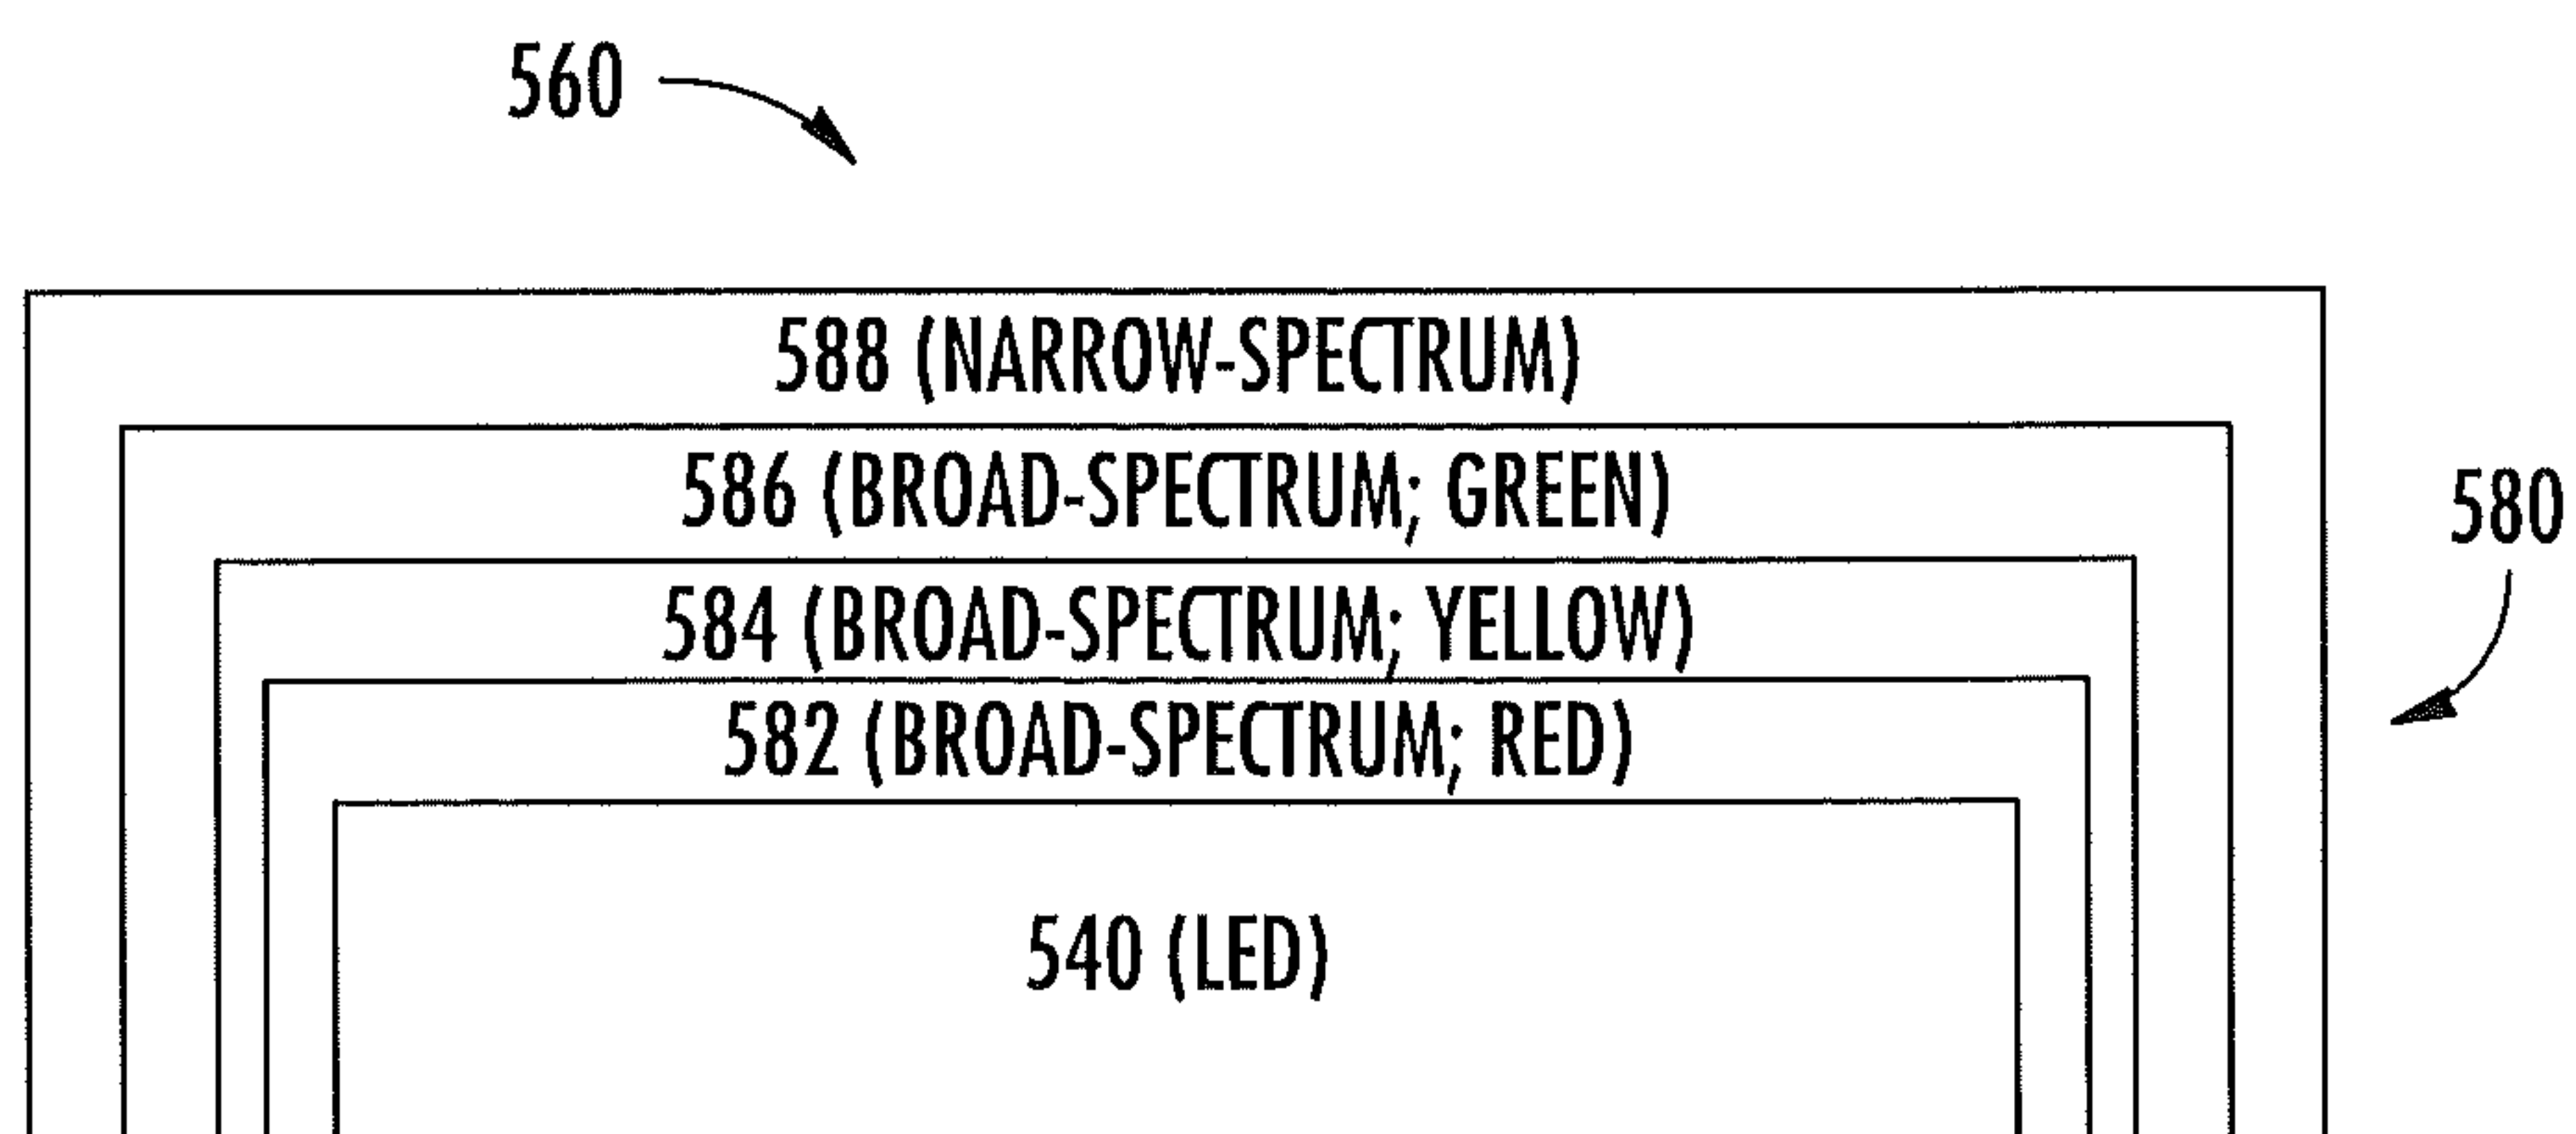 560
588 (NARROW-SPECTRUM)
586 (BROAD-SPECTRUM; GREEN)
580
584 (BROAD-SPECTRUM; YELLOW)
582 (BROAD-SPECTRUM; RED)
540 (LED)